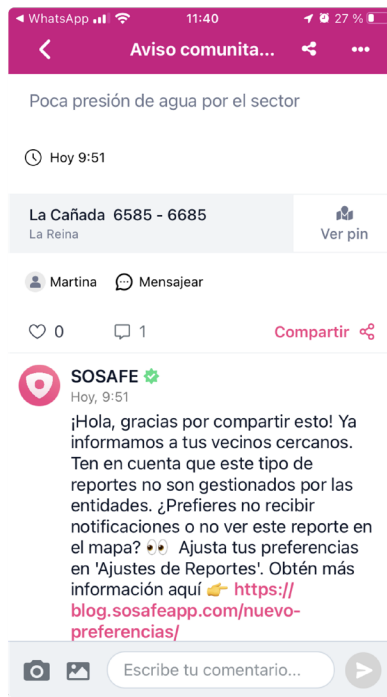 WhatsApp 11:40 27 %
Aviso comunita...
Poca presión de agua por el sector
Hoy 9:51
La Cañada 6585 - 6685
La Reina
Ver pin
Martina Mensajear
0 1 Compartir
SOSAFE
Hoy, 9:51
¡Hola, gracias por compartir esto! Ya
informamos a tus vecinos cercanos.
Ten en cuenta que este tipo de
reportes no son gestionados por las
entidades. ¿Prefieres no recibir
notificaciones o no ver este reporte en
el mapa? 👀 Ajusta tus preferencias
en 'Ajustes de Reportes'. Obtén más
información aquí 👉 https://
blog.sosafeapp.com/nuevo-
preferencias/
Escribe tu comentario...